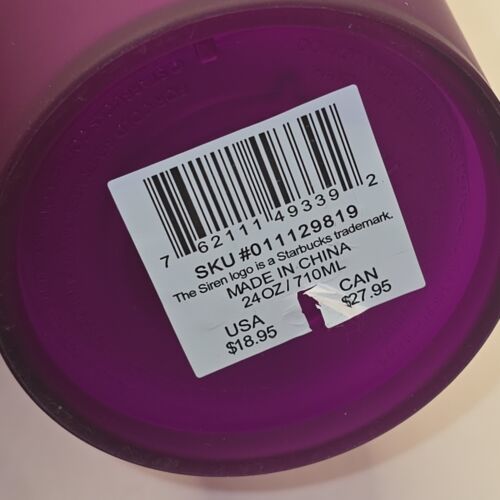 7 62111 49339 2
SKU #011129819
The Siren logo is a Starbucks trademark.
MADE IN CHINA
24OZ/710ML
USA CAN
$18.95 $27.95